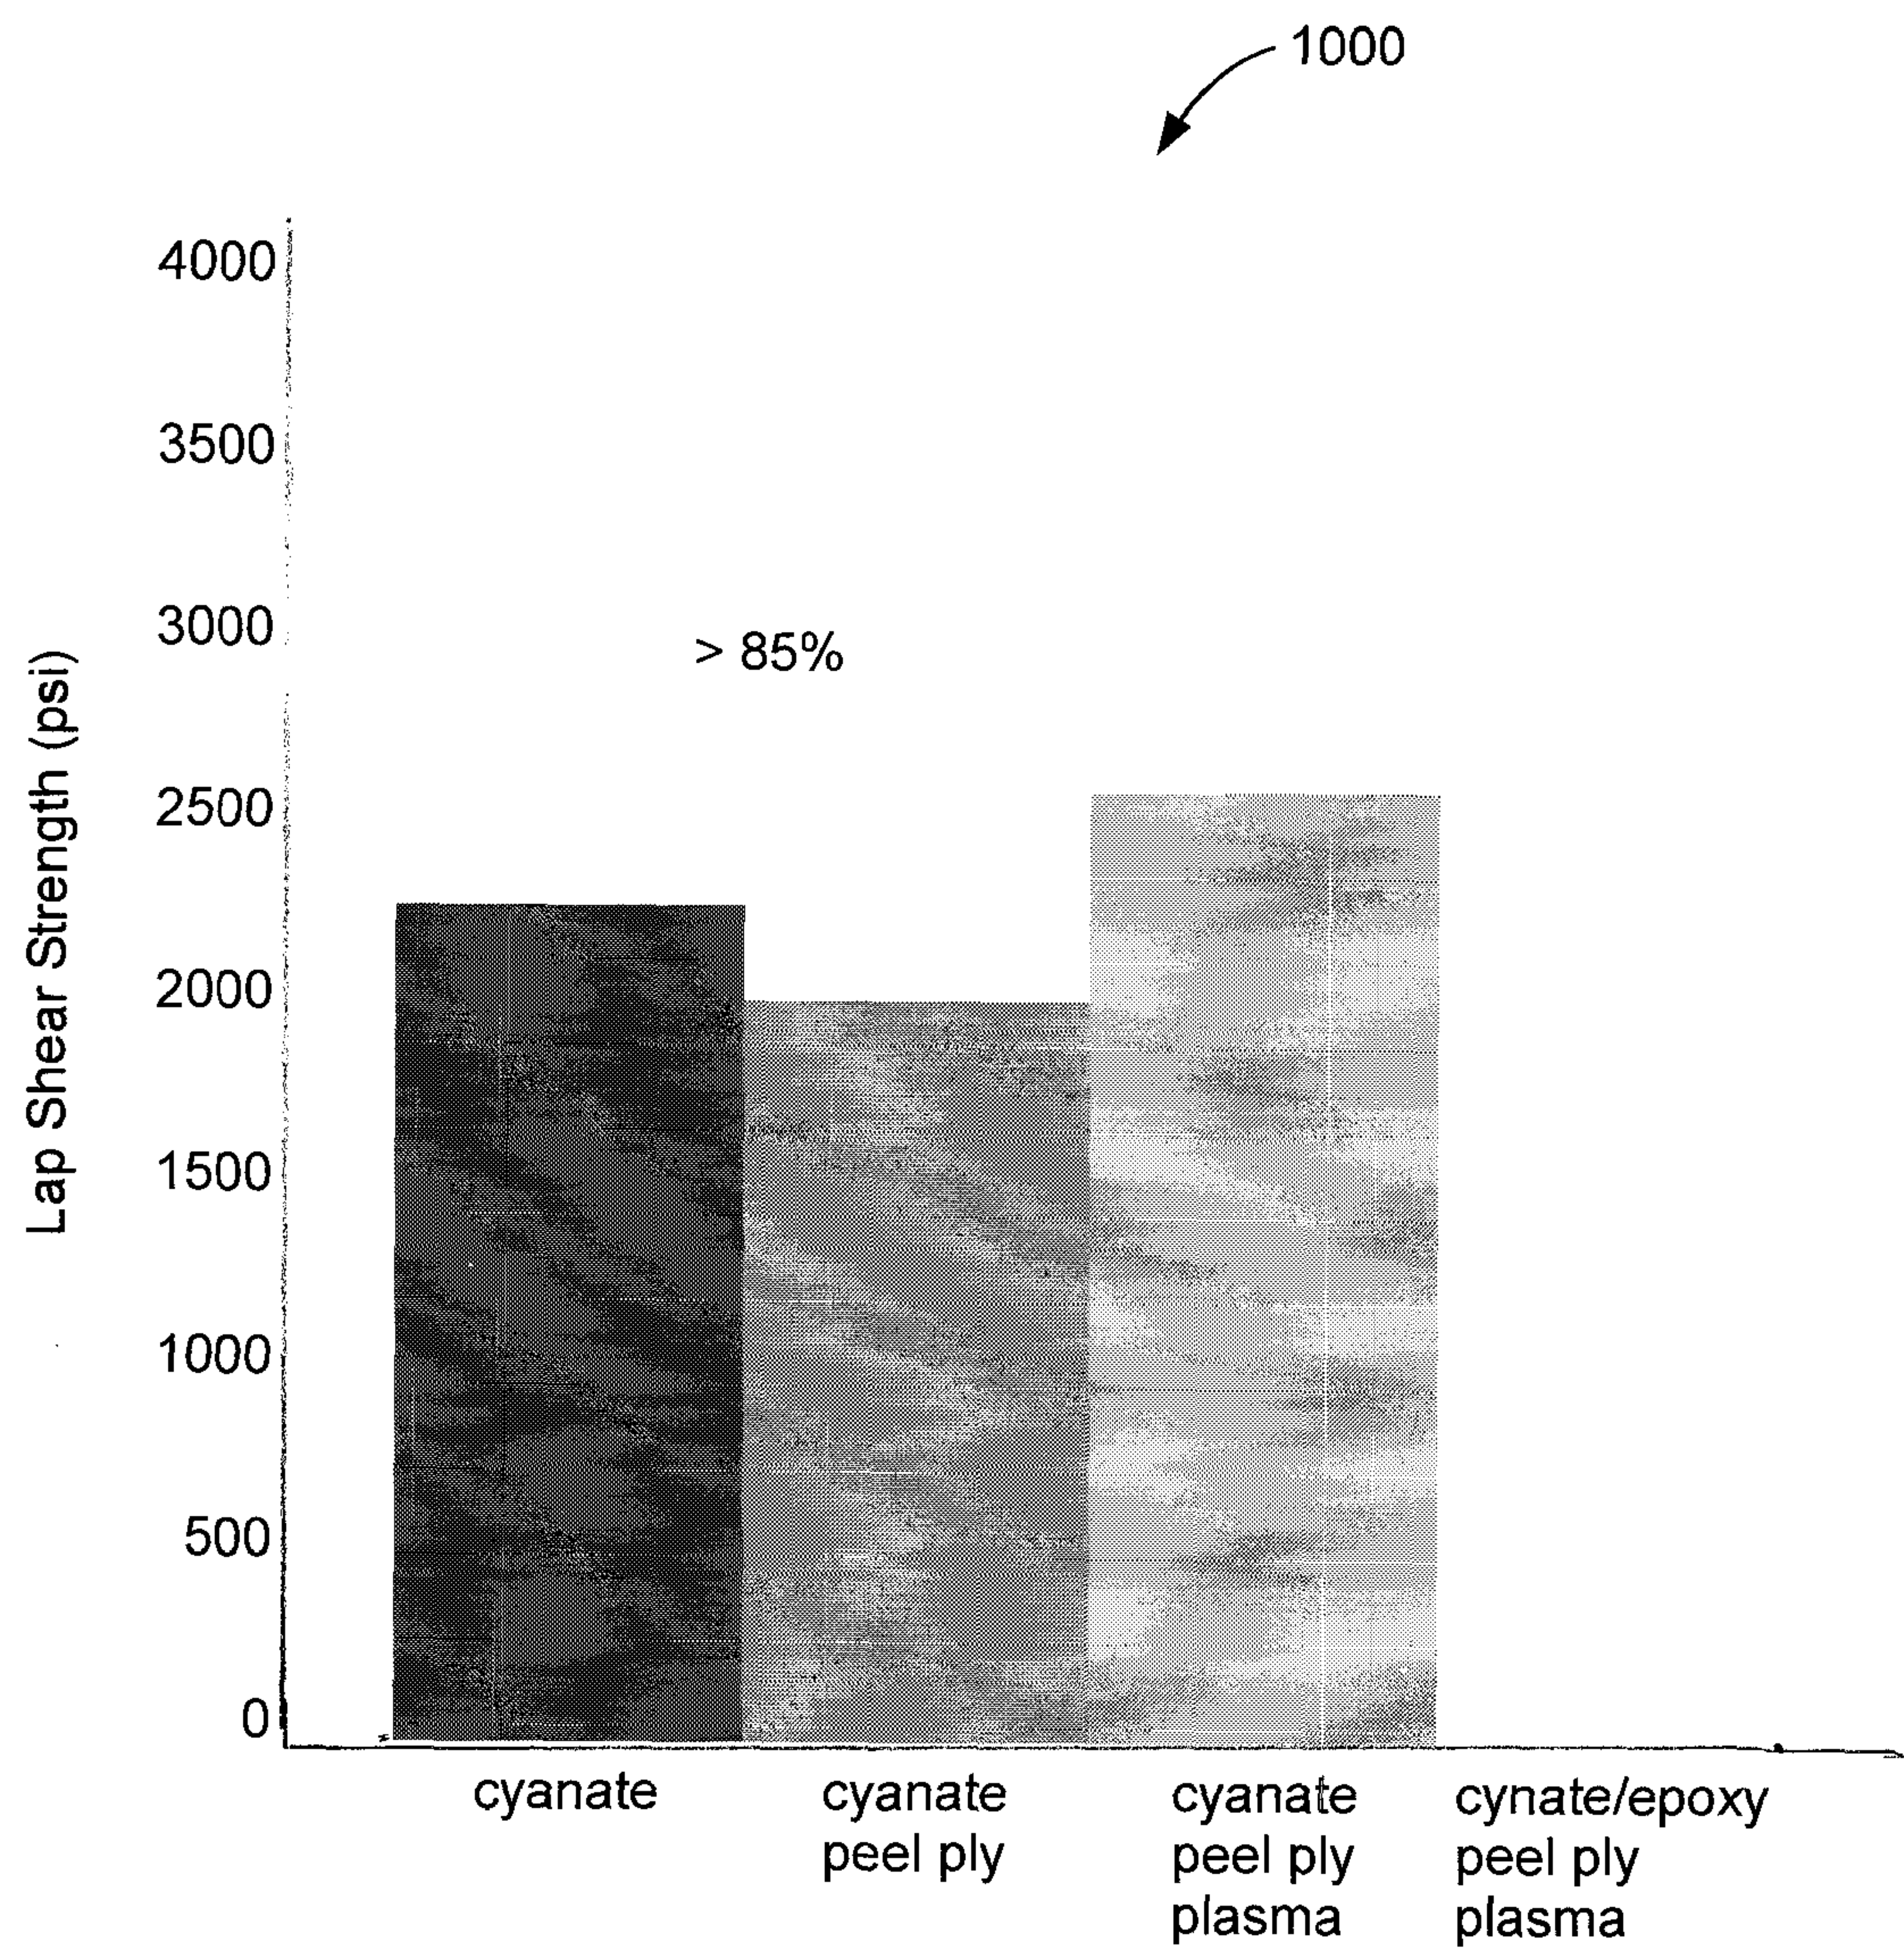 1000
4000
3500
3000
> 85%
2500
2000
1500
1000
500
0
Lap Shear Strength (psi)
cyanate
cyanate
peel ply
cyanate
peel ply
plasma
cynate/epoxy
peel ply
plasma